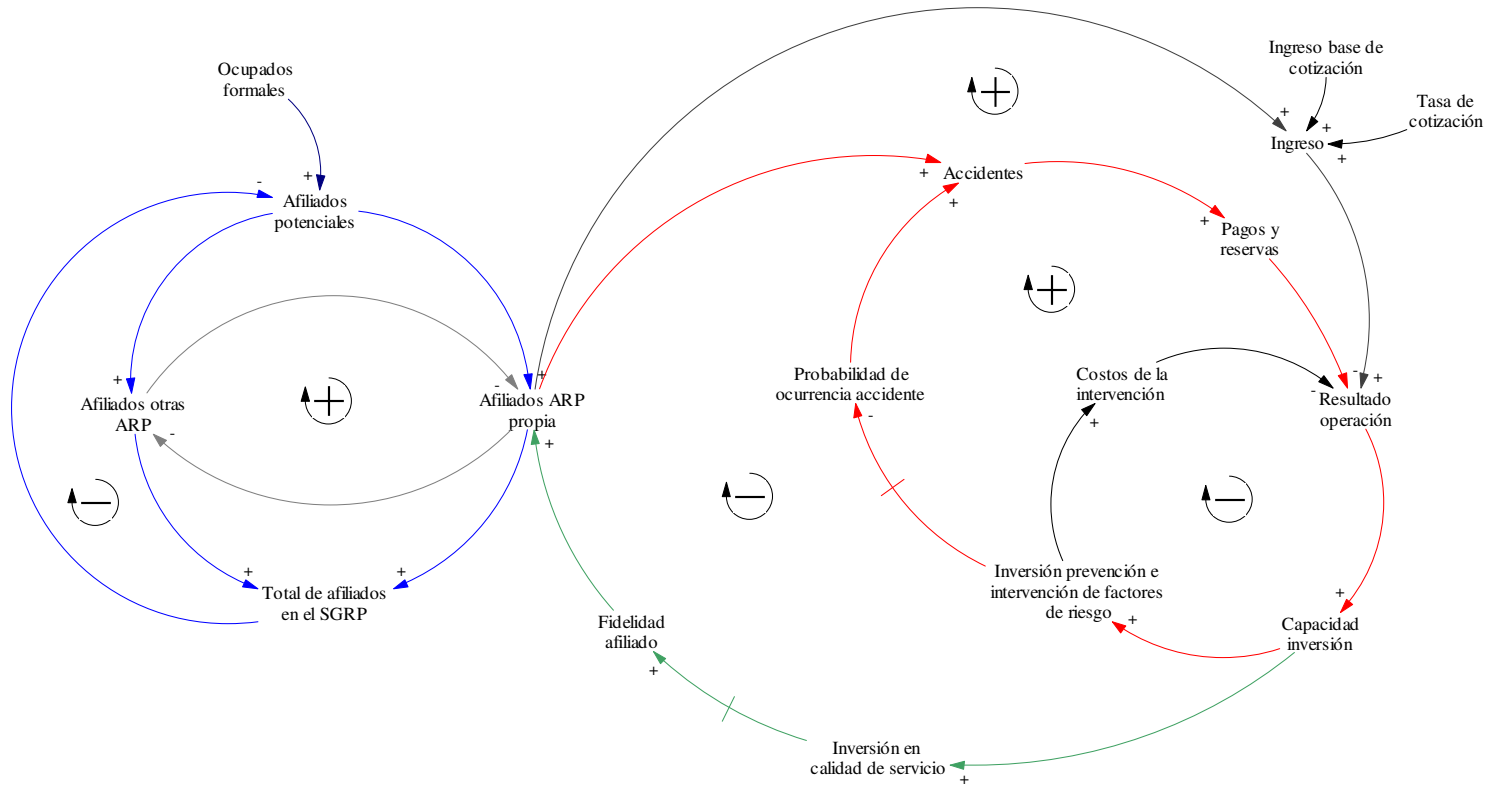 Ocupados
formales
Ingreso base de
cotización
Tasa de
cotización
Ingreso
Accidentes
Afiliados
potenciales
Pagos y
reservas
Probabilidad de
ocurrencia accidente
Costos de la
intervención
Resultado
operación
Afiliados otras
ARP
Afiliados ARP
propia
Inversión prevención e
intervención de factores
de riesgo
Total de afiliados
en el SGRP
Fidelidad
afiliado
Capacidad
inversión
Inversión en
calidad de servicio